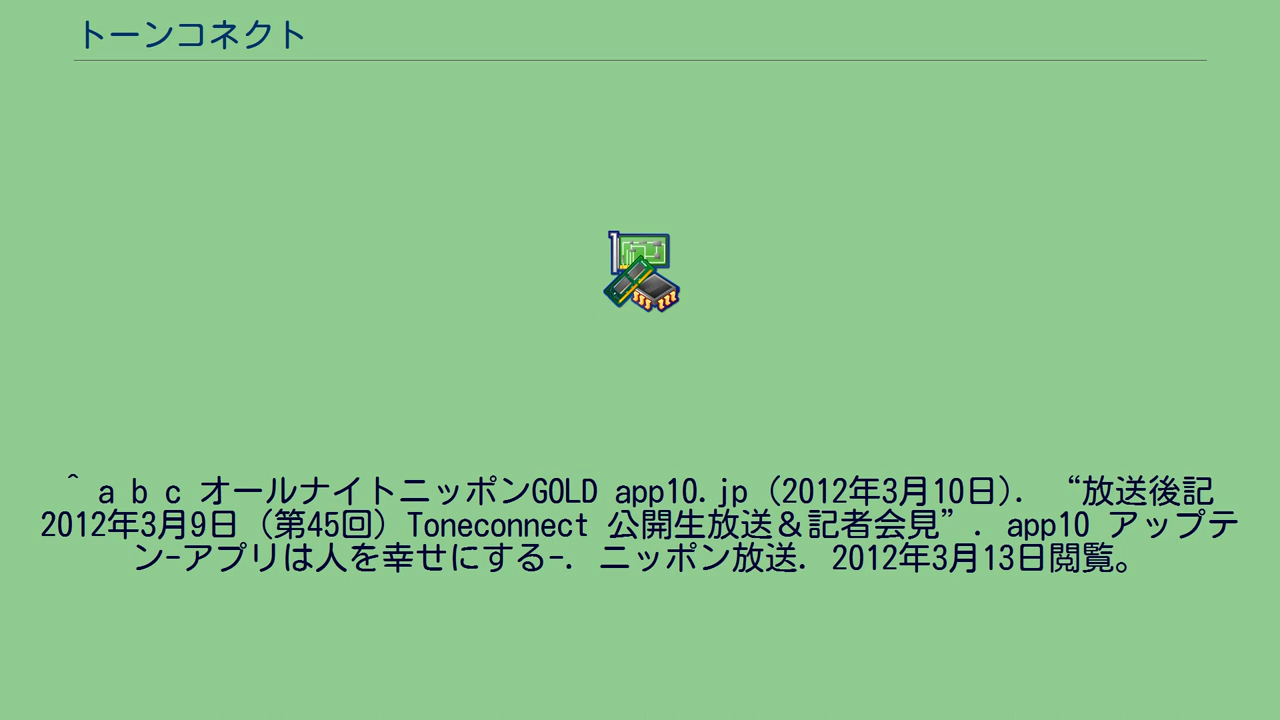 トーンコネクト
^ a b c オールナイトニッポンGOLD app10.jp (2012年3月10日). “放送後記
2012年3月9日 (第45回) Toneconnect 公開生放送＆記者会見”. app10 アップテ
ン-アプリは人を幸せにする-. ニッポン放送. 2012年3月13日閲覧。